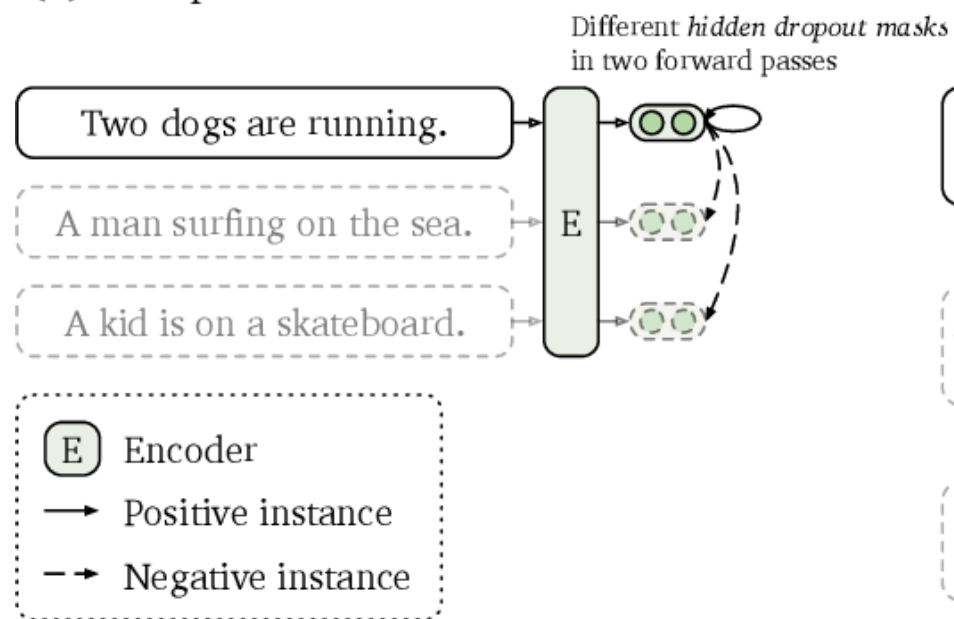 Different hidden dropout masks
in two forward passes
Two dogs are running.
A man surfing on the sea.
E
A kid is on a skateboard.
E Encoder
Positive instance
Negative instance